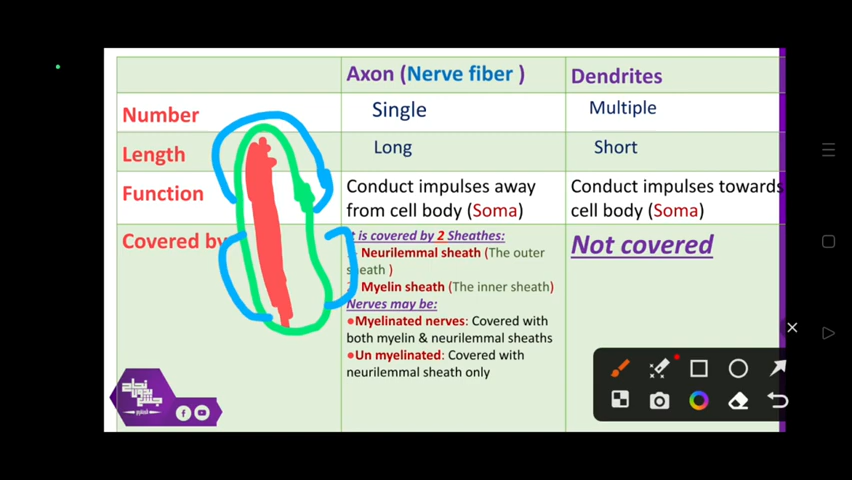 Axon (Nerve fiber )
Dendrites
Number
Single
Multiple
Length
Long
Short
Function
Conduct impulses away
from cell body (Soma)
Conduct impulses towards
cell body (Soma)
Covered by
is covered by 2 Sheathes:
Neurilemmal sheath (The outer
sheath )
Myelin sheath (The inner sheath)
Nerves may be:
●Myelinated nerves: Covered with
both myelin & neurilemmal sheaths
●Un myelinated: Covered with
neurilemmal sheath only
Not covered